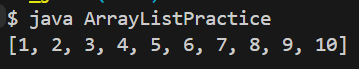 $ java ArrayListPractice
[1, 2, 3, 4, 5, 6, 7, 8, 9, 10]